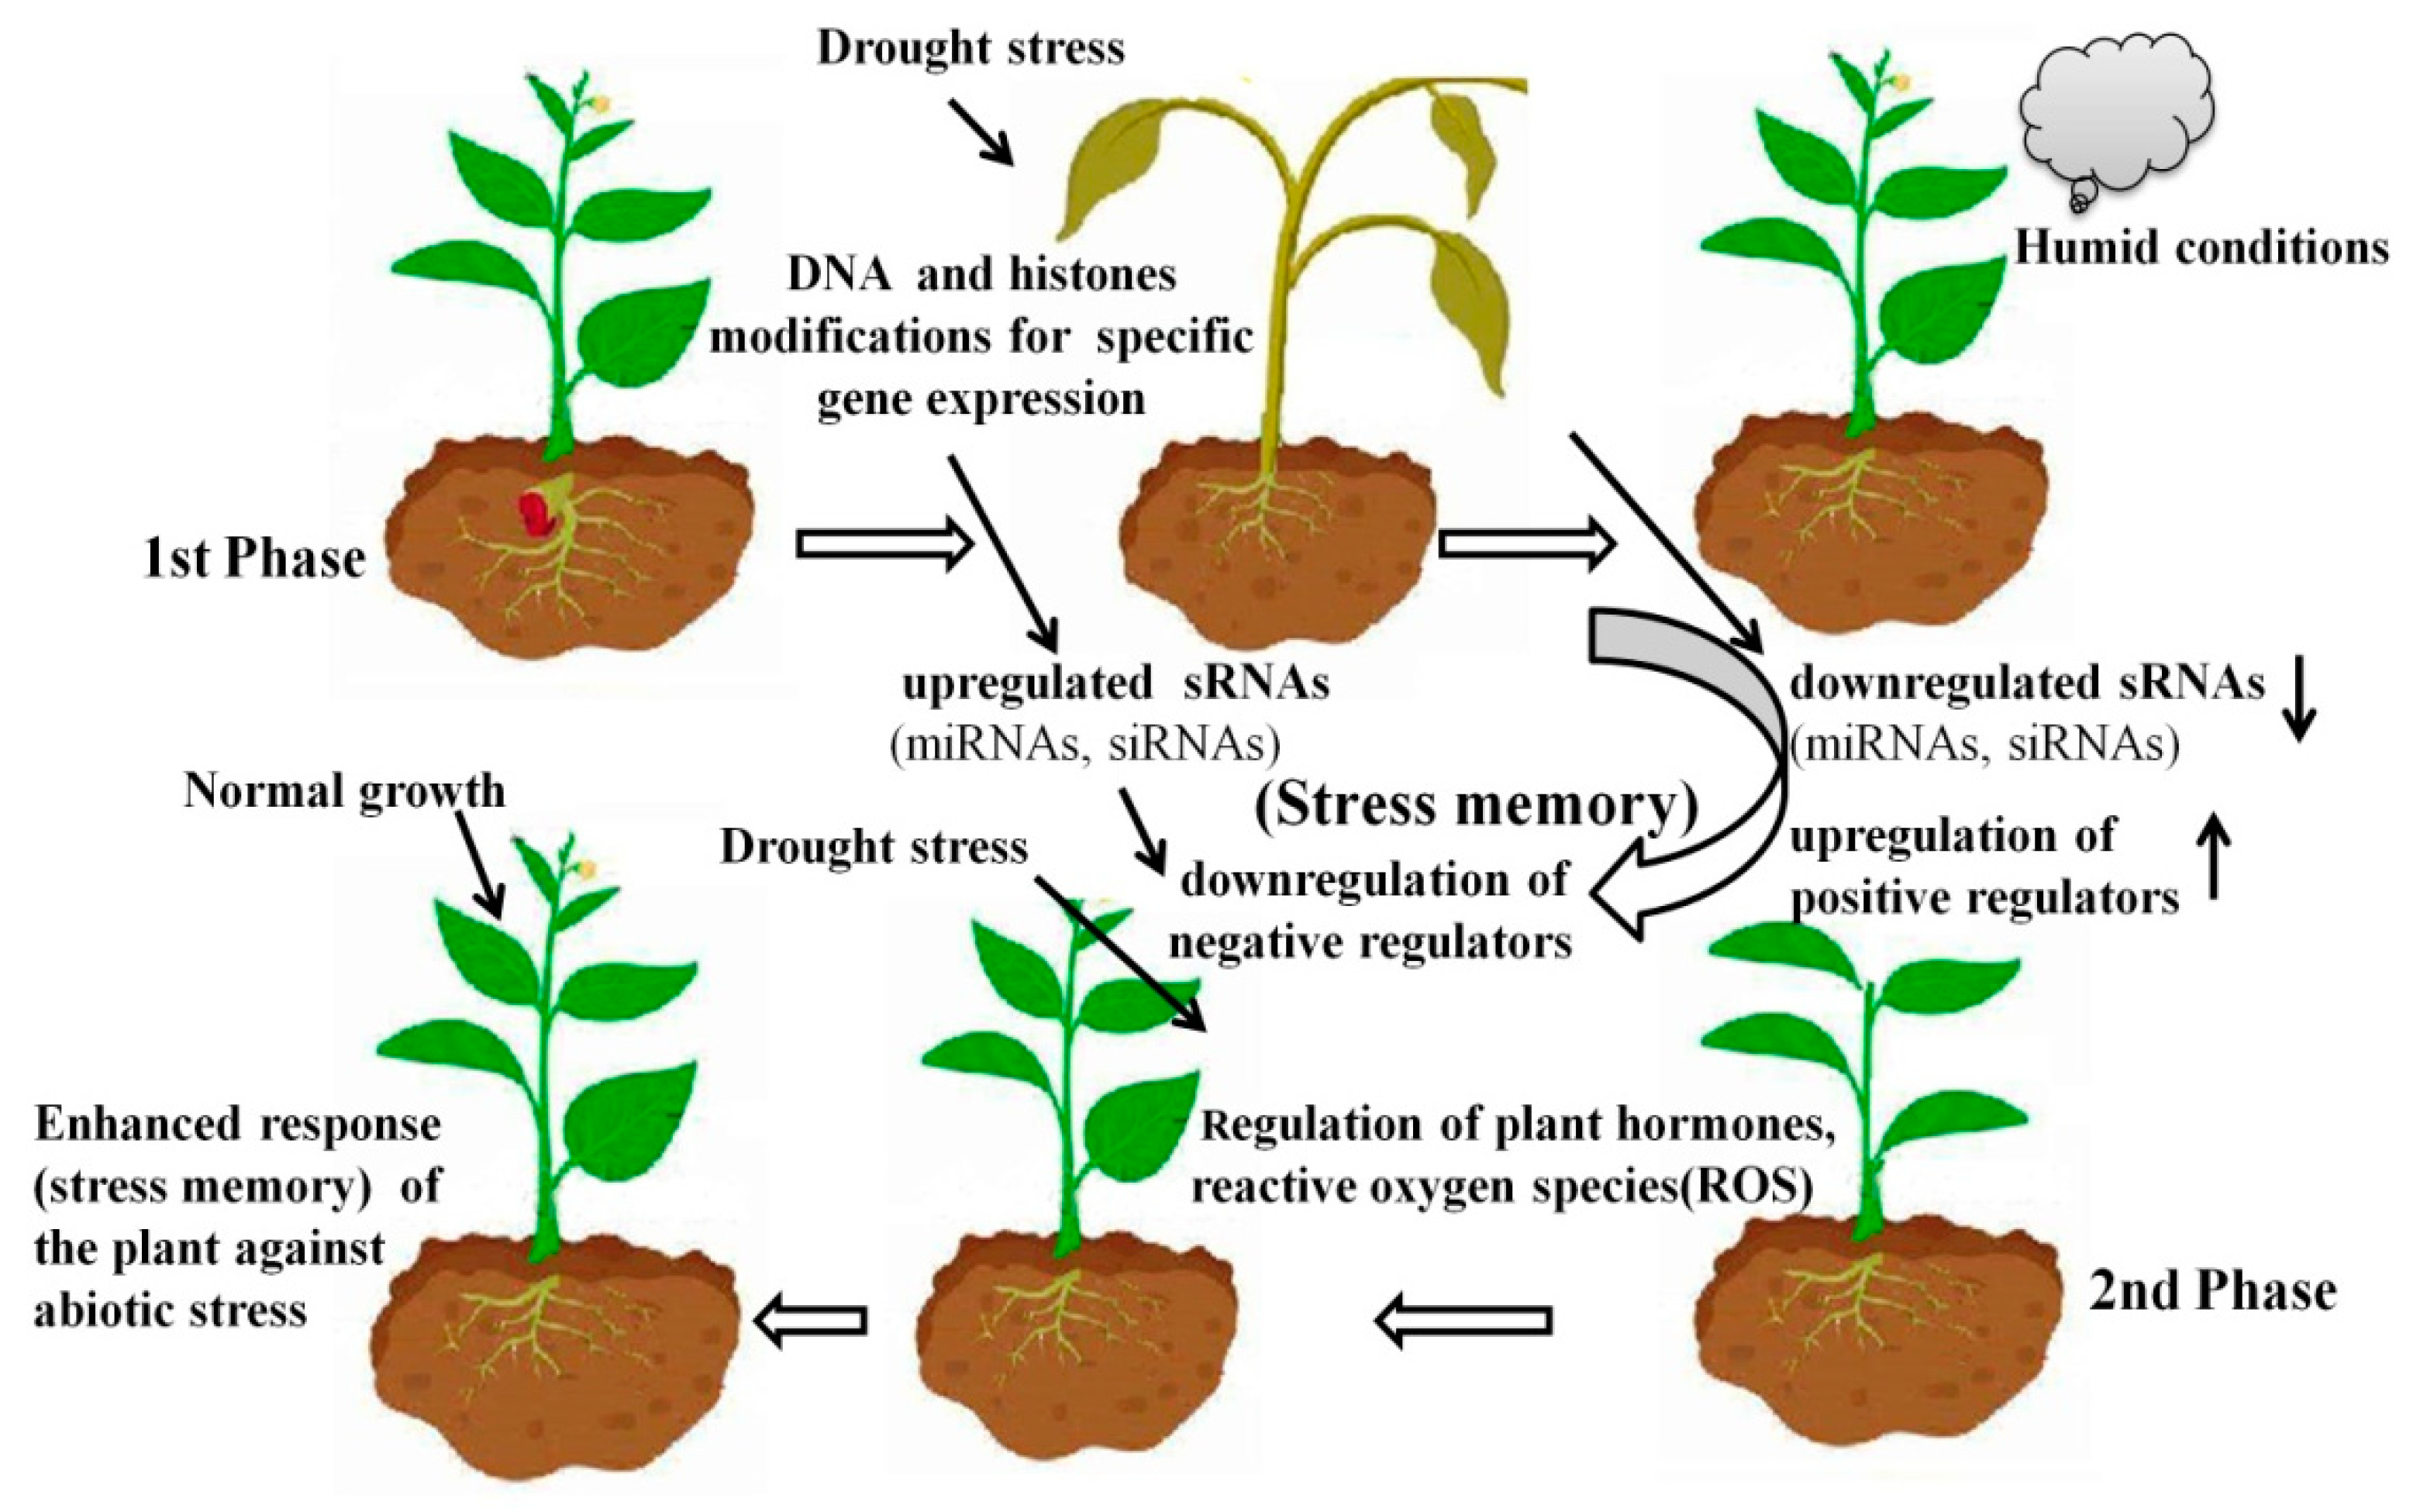 Drought stress
Humid conditions
DNA and histones
modifications for specific
gene expression
1st Phase
upregulated sRNAs
(miRNAs, siRNAs)
downregulated sRNAs
(miRNAs, siRNAs)
(Stress memory)
upregulation of
positive regulators
Normal growth
Drought stress
downregulation of
negative regulators
Enhanced response
(stress memory) of
the plant against
abiotic stress
Regulation of plant hormones,
reactive oxygen species(ROS)
2nd Phase